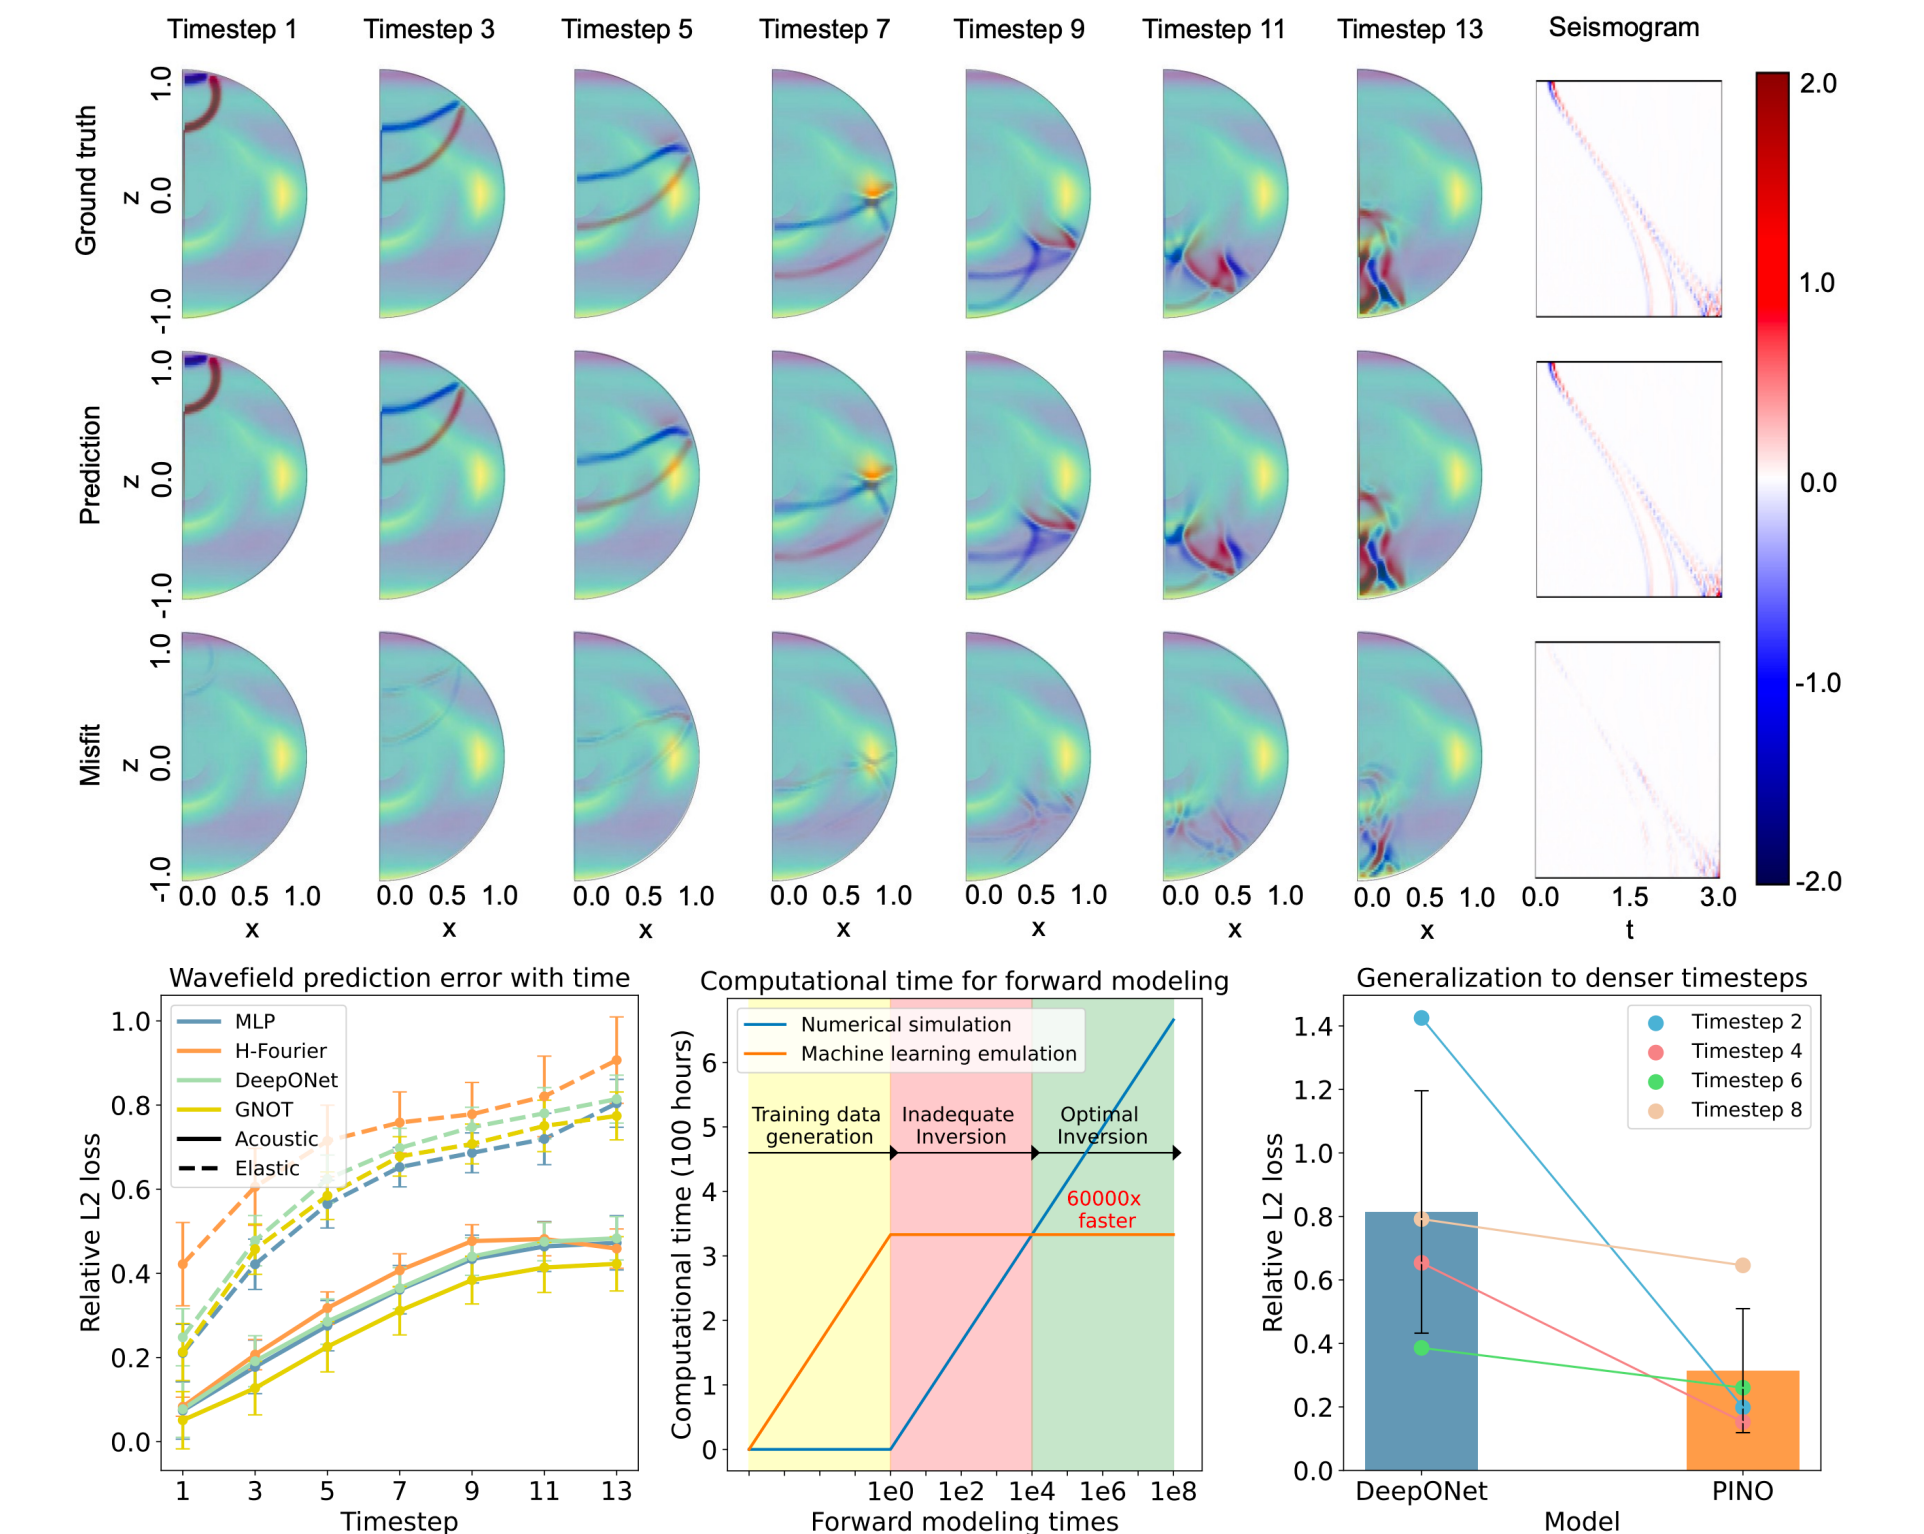 Timestep 1 Timestep 3 Timestep 5 Timestep 7 Timestep 9 Timestep 11 Timestep 13 Seismogram
Ground truth
z
1.0
0.0
-1.0
Prediction
z
1.0
0.0
-1.0
Misfit
z
1.0
0.0
-1.0
0.0 0.5 1.0 0.0 0.5 1.0 0.0 0.5 1.0 0.0 0.5 1.0 0.0 0.5 1.0 0.0 0.5 1.0 0.0 0.5 1.0 0.0 1.5 3.0
x x x x x x x t
2.0
1.0
0.0
-1.0
-2.0
Wavefield prediction error with time
MLP
H-Fourier
DeepONet
GNOT
Acoustic
Elastic
Relative L2 loss
1.0
0.8
0.6
0.4
0.2
0.0
1 3 5 7 9 11 13
Timestep
Computational time for forward modeling
Numerical simulation
Machine learning emulation
Training data
generation
Inadequate
Inversion
Optimal
Inversion
60000x
faster
Computational time (100 hours)
6
5
4
3
2
1
0
1e0 1e2 1e4 1e6 1e8
Forward modeling times
Generalization to denser timesteps
Timestep 2
Timestep 4
Timestep 6
Timestep 8
Relative L2 loss
1.4
1.2
1.0
0.8
0.6
0.4
0.2
0.0
DeepONet PINO
Model